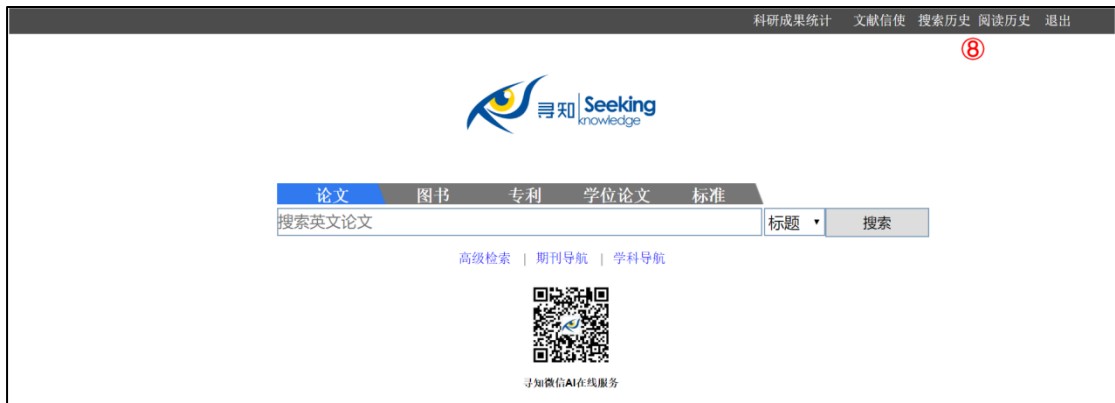 科研成果统计 文献信使 搜索历史 阅读历史 退出
⑧
寻知 Seeking
knowledge
论文 图书 专利 学位论文 标准
搜索英文论文 标题 搜索
高级检索 | 期刊导航 | 学科导航
寻知微信AI在线服务